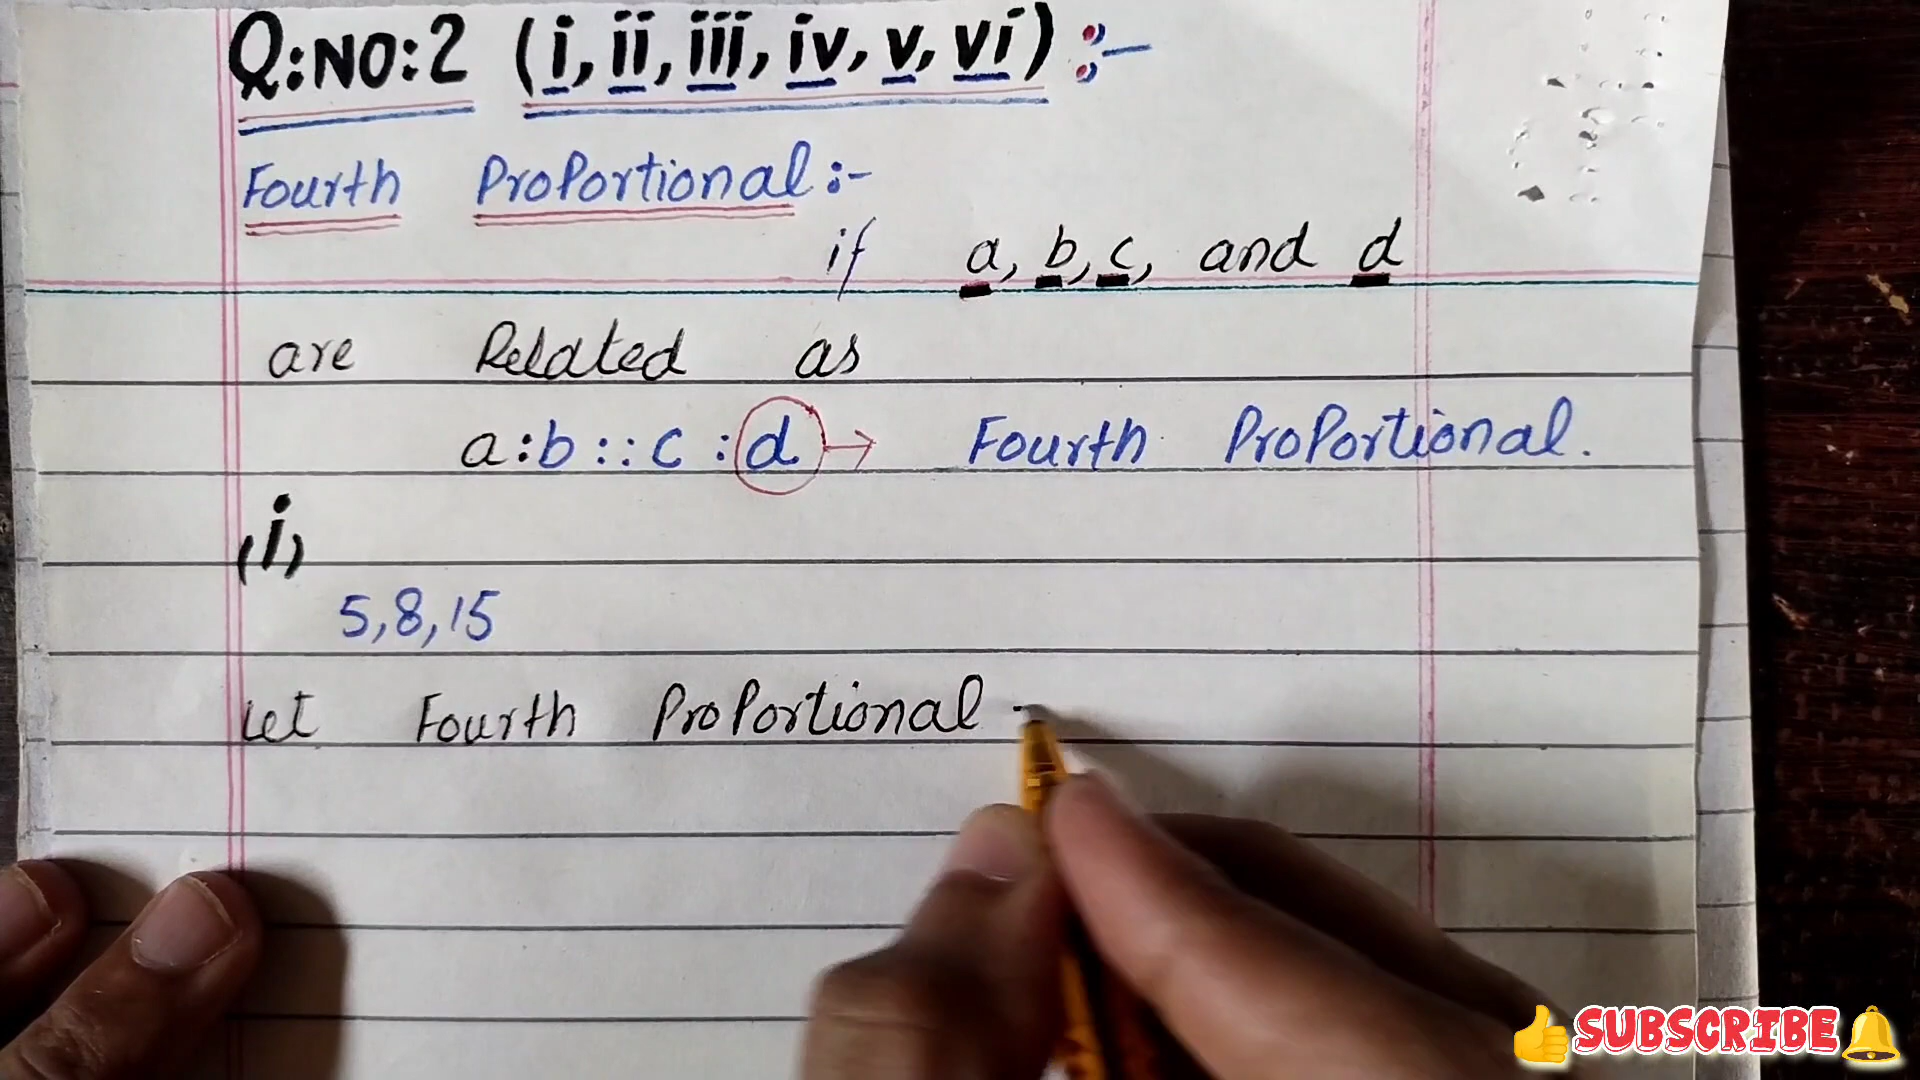 Q:NO:2 (i, ii, iii, iv, v, vi) :-
Fourth Proportional:-
if a, b, c, and d
are Related as
a:b::c:d → Fourth Proportional.
(i)
5,8,15
Let Fourth Proportional
SUBSCRIBE